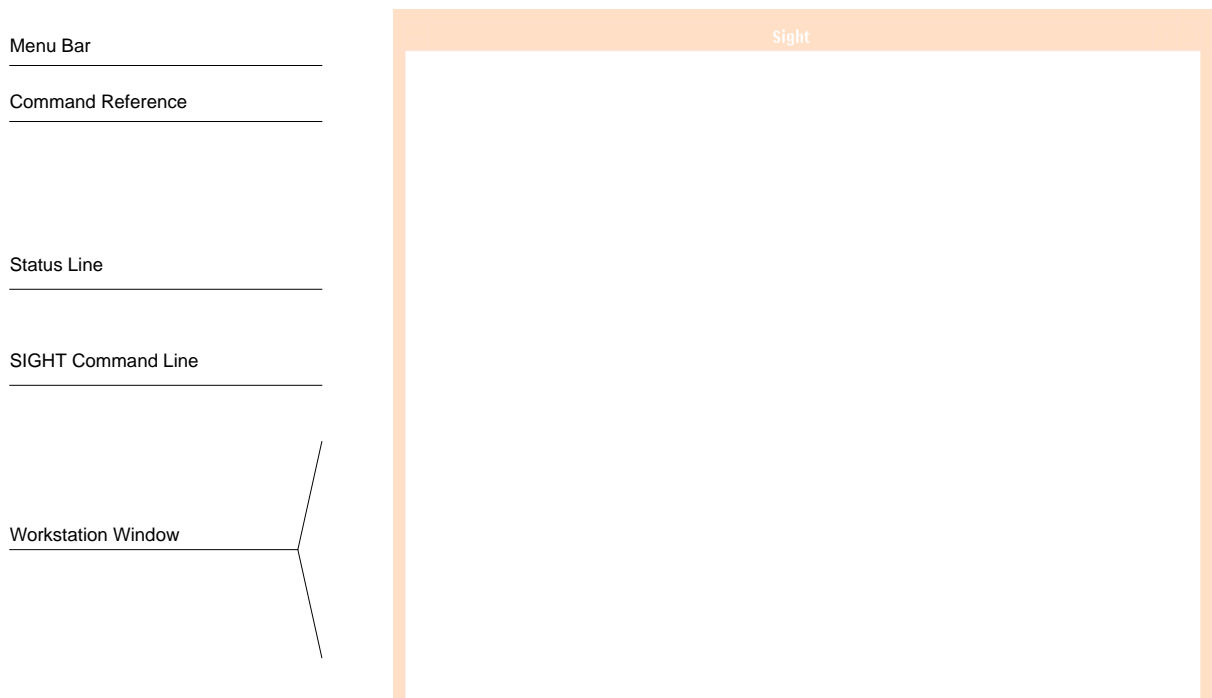 Sight
Menu Bar
Command Reference
Status Line
SIGHT Command Line
Workstation Window